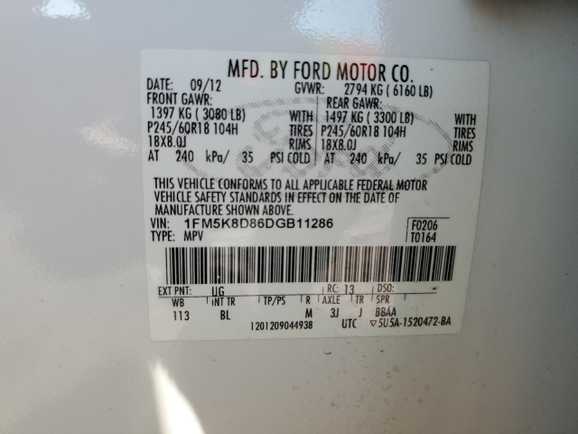 MFD. BY FORD MOTOR CO.
DATE: 09/12 GVWR: 2794 KG ( 6160 LB)
FRONT GAWR: REAR GAWR:
1397 KG ( 3080 LB) WITH 1497 KG ( 3300 LB) WITH
P245/60R18 104H TIRES P245/60R18 104H TIRES
18X8.0J RIMS 18X8.0J RIMS
AT 240 kPa/ 35 PSI COLD AT 240 kPa/ 35 PSI COLD
THIS VEHICLE CONFORMS TO ALL APPLICABLE FEDERAL MOTOR
VEHICLE SAFETY STANDARDS IN EFFECT ON THE DATE OF
MANUFACTURE SHOWN ABOVE.
VIN: 1FM5K8D86DGB11286 F0206
TYPE: MPV T0164
EXT PNT: UG RC: 13 DSO: -
WB INT TR TP/PS R AXLE TR SPR
113 BL M 3J J BBAA
1201209044938 UTC ▽5U5A-1520472-BA